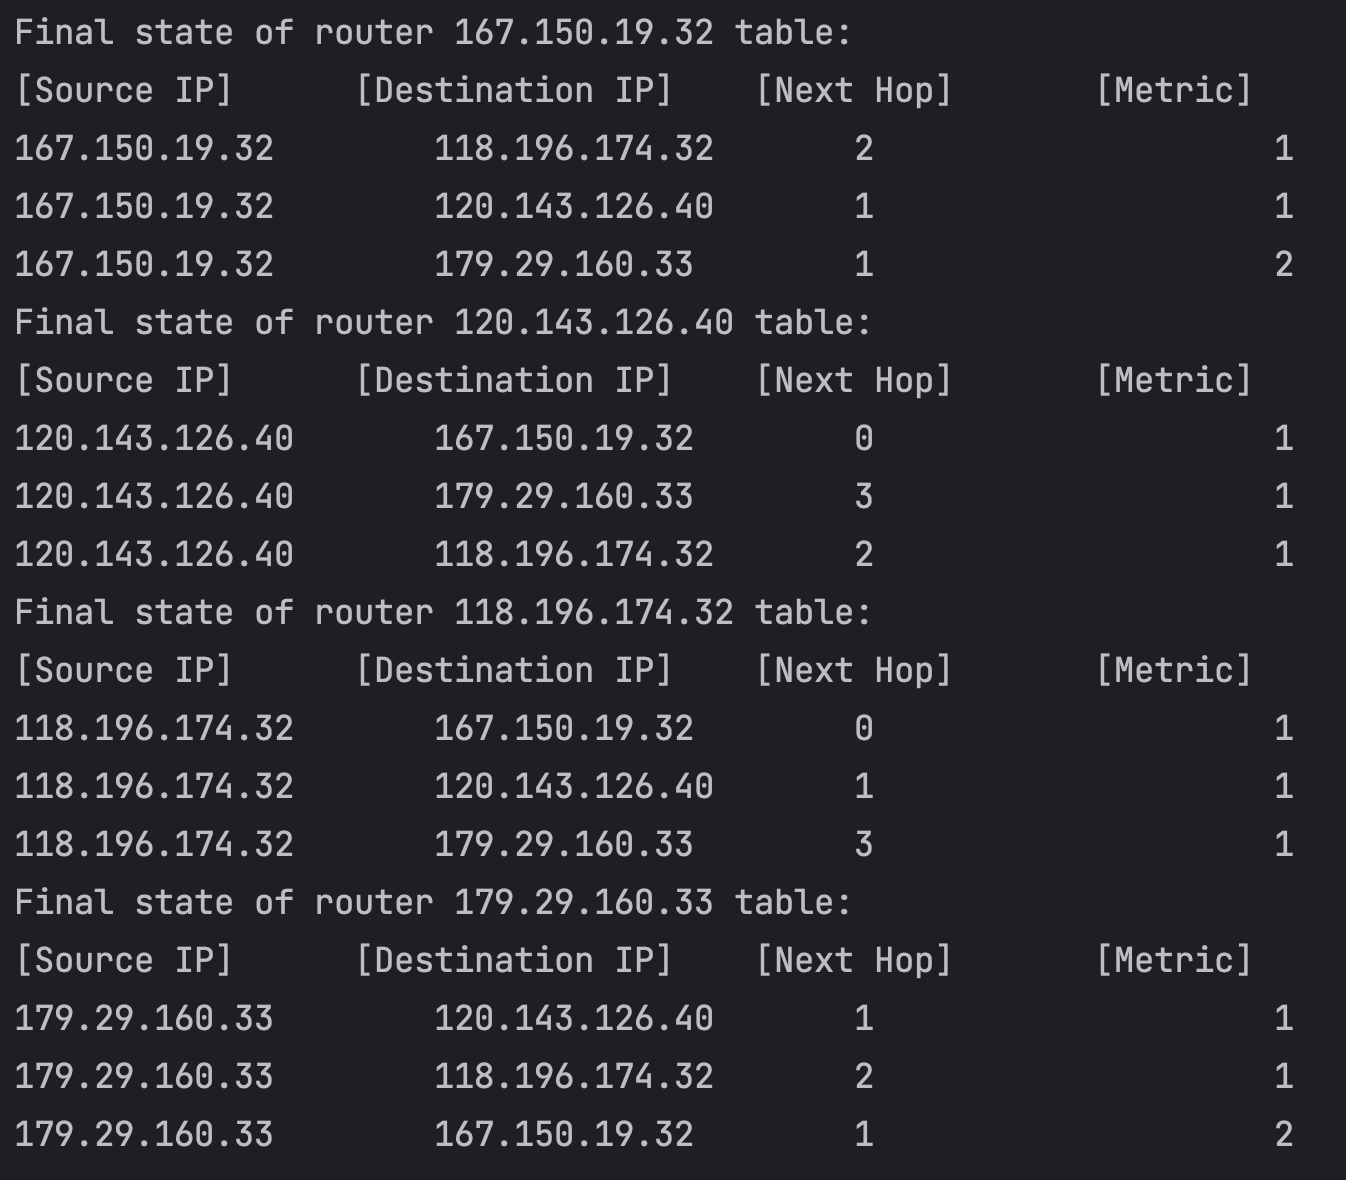 Final state of router 167.150.19.32 table:
[Source IP]      [Destination IP]    [Next Hop]       [Metric]
167.150.19.32        118.196.174.32       2                    1
167.150.19.32        120.143.126.40       1                    1
167.150.19.32        179.29.160.33        1                    2
Final state of router 120.143.126.40 table:
[Source IP]      [Destination IP]    [Next Hop]       [Metric]
120.143.126.40       167.150.19.32        0                    1
120.143.126.40       179.29.160.33        3                    1
120.143.126.40       118.196.174.32       2                    1
Final state of router 118.196.174.32 table:
[Source IP]      [Destination IP]    [Next Hop]       [Metric]
118.196.174.32       167.150.19.32        0                    1
118.196.174.32       120.143.126.40       1                    1
118.196.174.32       179.29.160.33        3                    1
Final state of router 179.29.160.33 table:
[Source IP]      [Destination IP]    [Next Hop]       [Metric]
179.29.160.33        120.143.126.40       1                    1
179.29.160.33        118.196.174.32       2                    1
179.29.160.33        167.150.19.32        1                    2